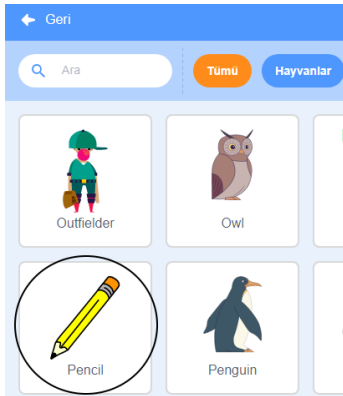 Geri
Ara
Tümü Hayvanlar
Outfielder Owl
Pencil Penguin